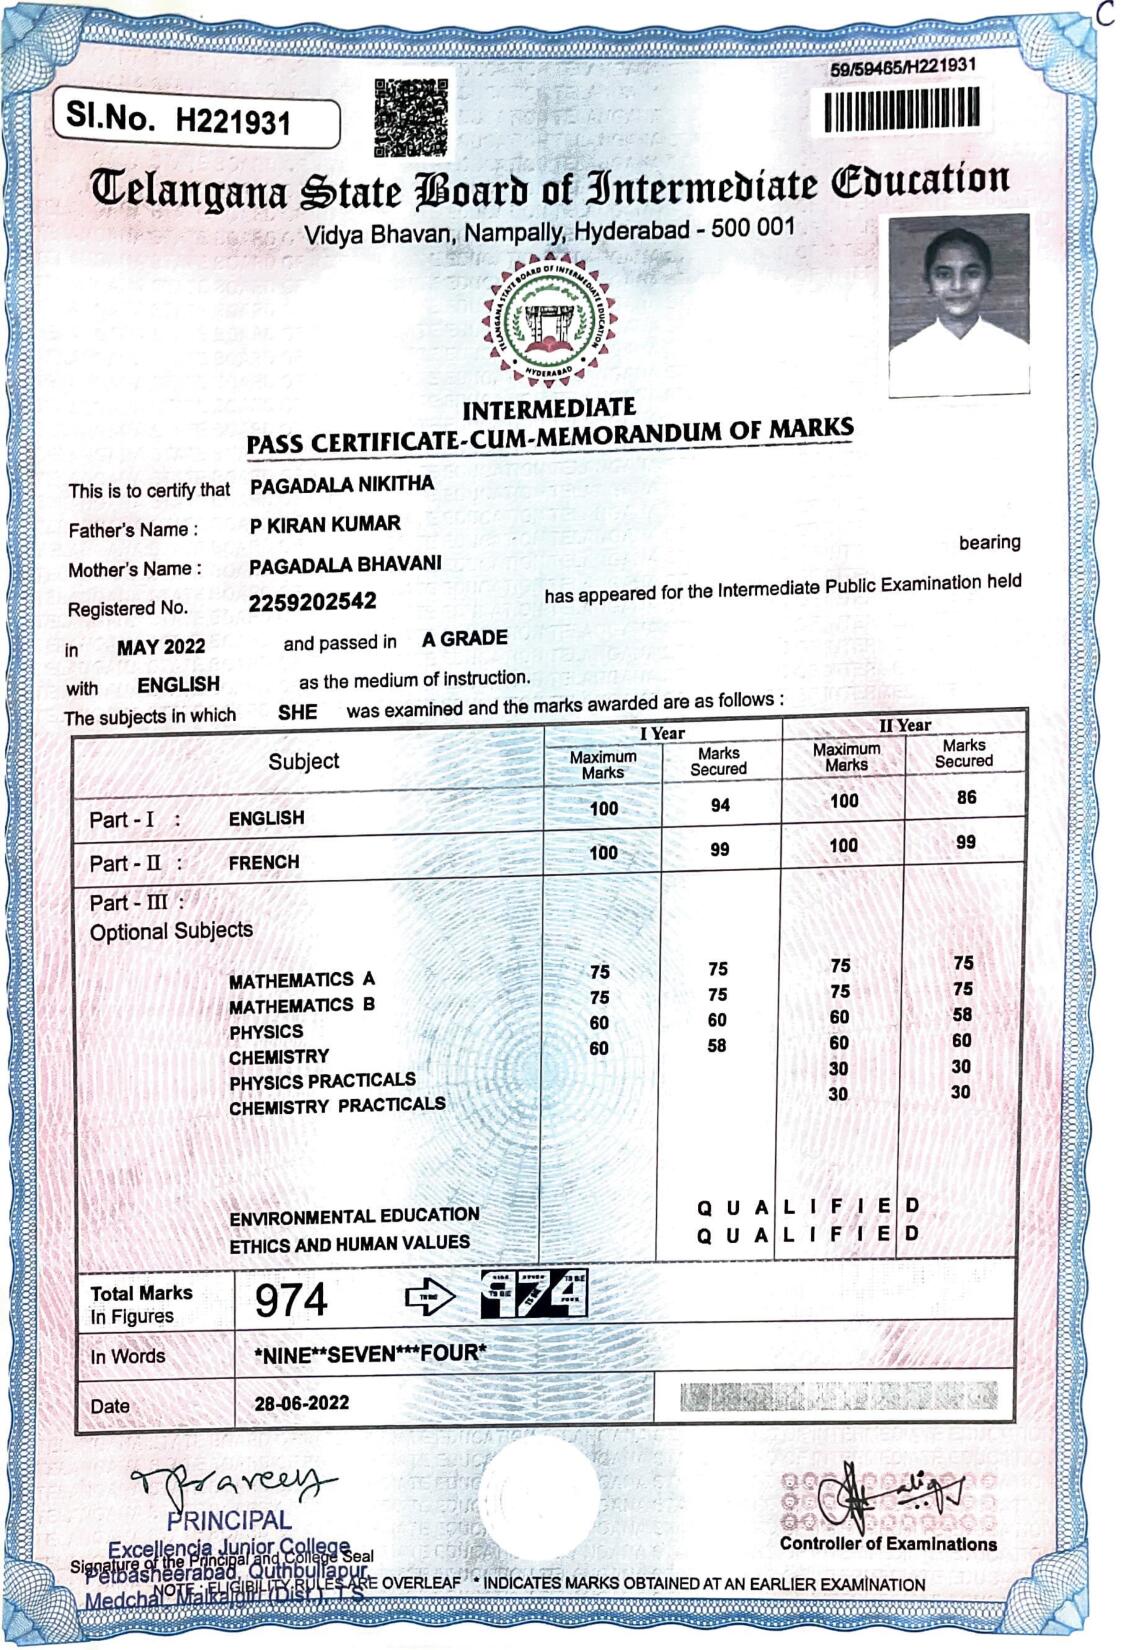 C
59/59465/H221931
Sl.No. H221931
Telangana State Board of Intermediate Education
Vidya Bhavan, Nampally, Hyderabad - 500 001
TELANGANA STATE BOARD OF INTERMEDIATE EDUCATION
HYDERABAD
INTERMEDIATE
PASS CERTIFICATE-CUM-MEMORANDUM OF MARKS
This is to certify that PAGADALA NIKITHA
Father's Name : P KIRAN KUMAR
bearing
Mother's Name : PAGADALA BHAVANI
Registered No. 2259202542 has appeared for the Intermediate Public Examination held
in MAY 2022 and passed in A GRADE
with ENGLISH as the medium of instruction.
The subjects in which SHE was examined and the marks awarded are as follows :
Subject I Year II Year
Maximum Marks Marks Secured Maximum Marks Marks Secured
Part - I : ENGLISH 100 94 100 86
Part - II : FRENCH 100 99 100 99
Part - III :
Optional Subjects
MATHEMATICS A 75 75 75 75
MATHEMATICS B 75 75 75 75
PHYSICS 60 60 60 58
CHEMISTRY 60 58 60 60
PHYSICS PRACTICALS 30 30
CHEMISTRY PRACTICALS 30 30
ENVIRONMENTAL EDUCATION QUALIFIED
ETHICS AND HUMAN VALUES QUALIFIED
Total Marks
In Figures 974 974
In Words *NINE**SEVEN***FOUR*
Date 28-06-2022
PRINCIPAL
Excellencia Junior College
Signature of the Principal and College Seal
Petbasheerabad, Quthbullapur,
Medchal Malkajgiri (Dist.), T.S.
Controller of Examinations
NOTE : ELIGIBILITY RULES ARE OVERLEAF * INDICATES MARKS OBTAINED AT AN EARLIER EXAMINATION